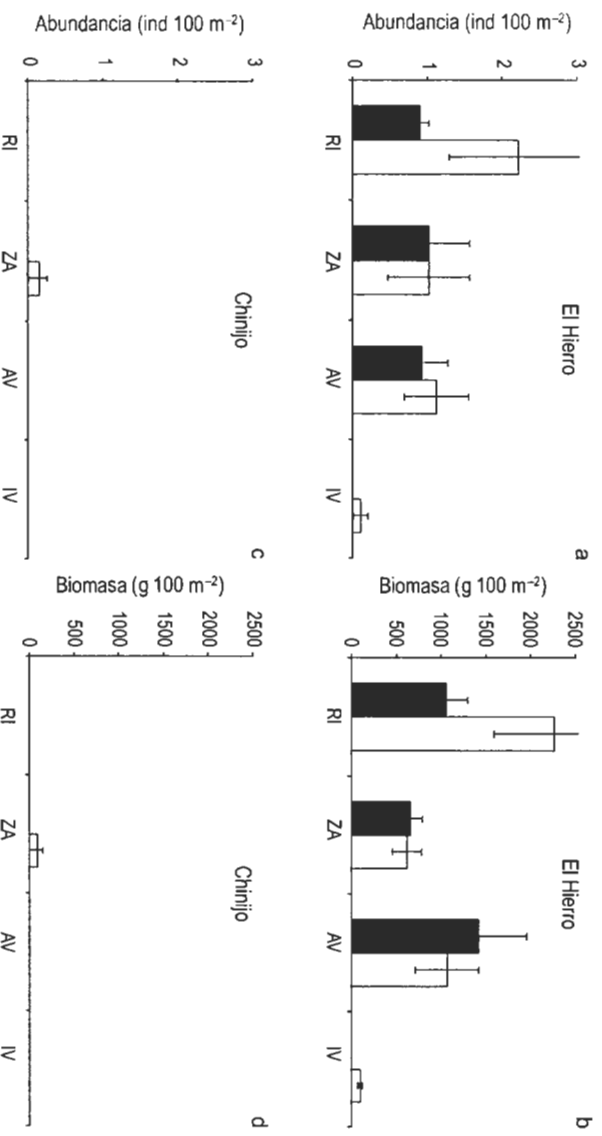 El Hierro
a
Abundancia (ind 100 m⁻²)
3
2
1
0
RI ZA AV IV
El Hierro
b
Biomasa (g 100 m⁻²)
2500
2000
1500
1000
500
0
RI ZA AV IV
Chinijo
c
Abundancia (ind 100 m⁻²)
3
2
1
0
RI ZA AV IV
Chinijo
d
Biomasa (g 100 m⁻²)
2500
2000
1500
1000
500
0
RI ZA AV IV